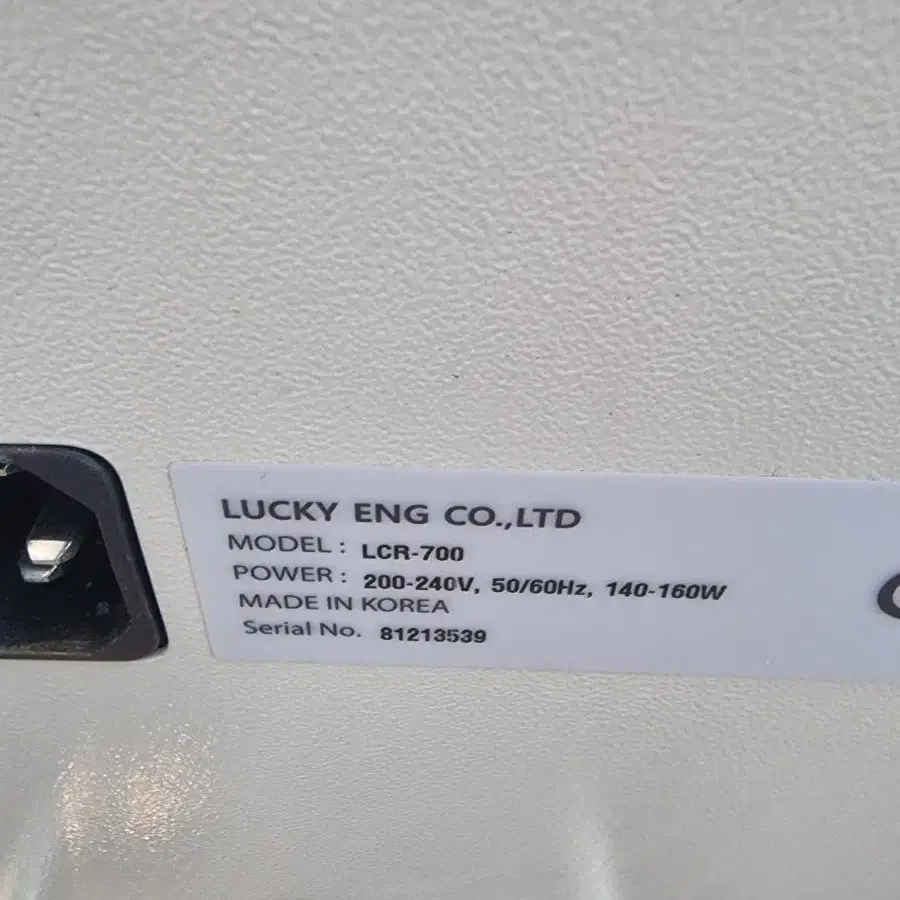 LUCKY ENG CO.,LTD
MODEL : LCR-700
POWER : 200-240V, 50/60Hz, 140-160W
MADE IN KOREA
Serial No. 81213539